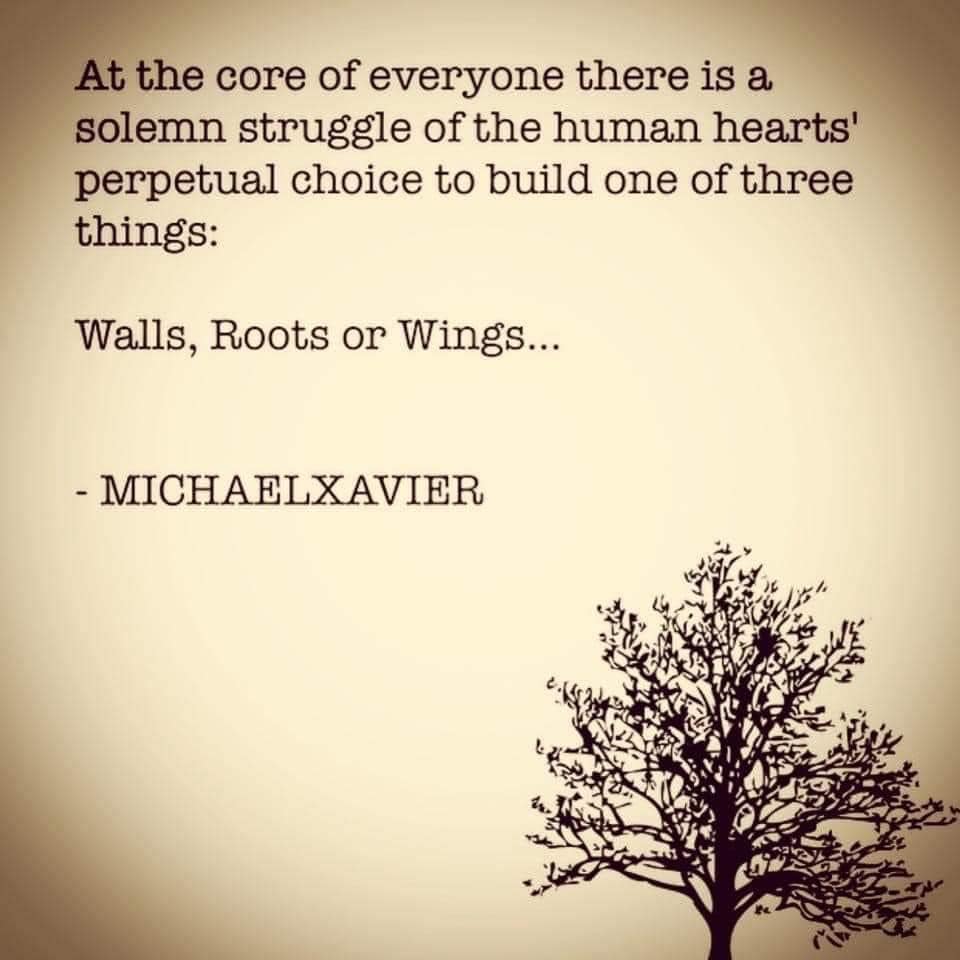 At the core of everyone there is a
solemn struggle of the human hearts'
perpetual choice to build one of three
things:
Walls, Roots or Wings...
- MICHAELXAVIER